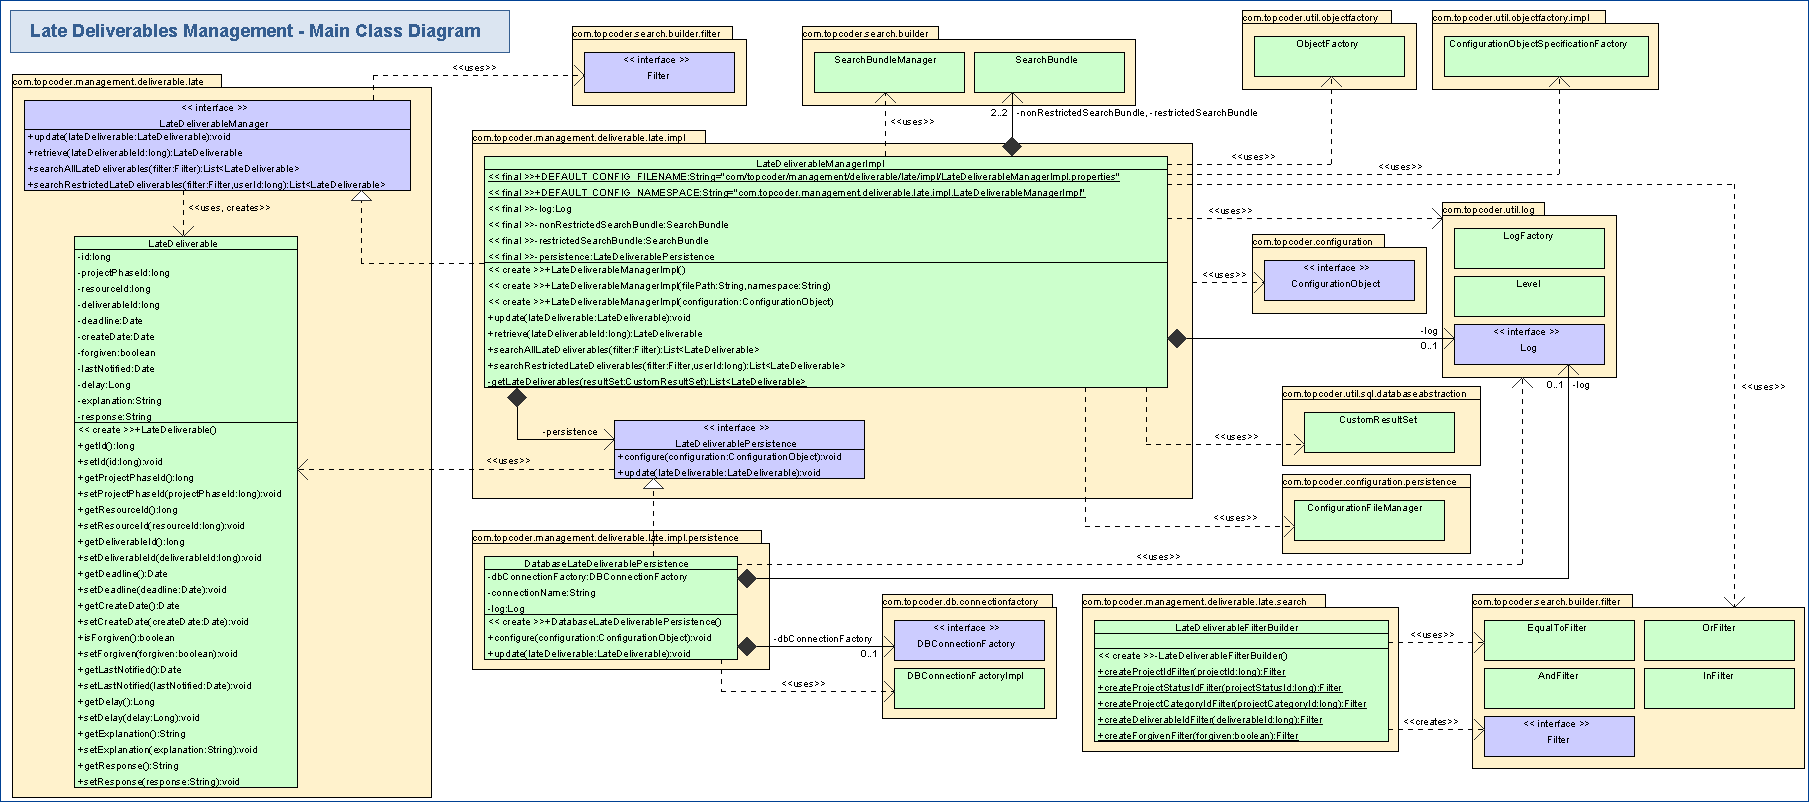 Late Deliverables Management - Main Class Diagram
com.topcoder.management.deliverable.late
<< interface >>
LateDeliverableManager
+update(lateDeliverable:LateDeliverable):void
+retrieve(lateDeliverableId:long):LateDeliverable
+searchAllLateDeliverables(filter:Filter):List<LateDeliverable>
+searchRestrictedLateDeliverables(filter:Filter,userId:long):List<LateDeliverable>
<<uses, creates>>
LateDeliverable
-id:long
-projectPhaseId:long
-resourceId:long
-deliverableId:long
-deadline:Date
-createDate:Date
-forgiven:boolean
-lastNotified:Date
-delay:Long
-explanation:String
-response:String
<< create >>+LateDeliverable()
+getId():long
+setId(id:long):void
+getProjectPhaseId():long
+setProjectPhaseId(projectPhaseId:long):void
+getResourceId():long
+setResourceId(resourceId:long):void
+getDeliverableId():long
+setDeliverableId(deliverableId:long):void
+getDeadline():Date
+setDeadline(deadline:Date):void
+getCreateDate():Date
+setCreateDate(createDate:Date):void
+isForgiven():boolean
+setForgiven(forgiven:boolean):void
+getLastNotified():Date
+setLastNotified(lastNotified:Date):void
+getDelay():Long
+setDelay(delay:Long):void
+getExplanation():String
+setExplanation(explanation:String):void
+getResponse():String
+setResponse(response:String):void
<<uses>>
com.topcoder.search.builder.filter
<< interface >>
Filter
com.topcoder.search.builder
SearchBundleManager
SearchBundle
<<uses>>
2..2
-nonRestrictedSearchBundle, -restrictedSearchBundle
com.topcoder.util.objectfactory
ObjectFactory
com.topcoder.util.objectfactory.impl
ConfigurationObjectSpecificationFactory
<<uses>>
<<uses>>
com.topcoder.management.deliverable.late.impl
LateDeliverableManagerImpl
<< final >>+DEFAULT_CONFIG_FILENAME:String="com/topcoder/management/deliverable/late/impl/LateDeliverableManagerImpl.properties"
<< final >>+DEFAULT_CONFIG_NAMESPACE:String="com.topcoder.management.deliverable.late.impl.LateDeliverableManagerImpl"
<< final >>-log:Log
<< final >>-nonRestrictedSearchBundle:SearchBundle
<< final >>-restrictedSearchBundle:SearchBundle
<< final >>-persistence:LateDeliverablePersistence
<< create >>+LateDeliverableManagerImpl()
<< create >>+LateDeliverableManagerImpl(filePath:String,namespace:String)
<< create >>+LateDeliverableManagerImpl(configuration:ConfigurationObject)
+update(lateDeliverable:LateDeliverable):void
+retrieve(lateDeliverableId:long):LateDeliverable
+searchAllLateDeliverables(filter:Filter):List<LateDeliverable>
+searchRestrictedLateDeliverables(filter:Filter,userId:long):List<LateDeliverable>
-getLateDeliverables(resultSet:CustomResultSet):List<LateDeliverable>
-persistence
<< interface >>
LateDeliverablePersistence
+configure(configuration:ConfigurationObject):void
+update(lateDeliverable:LateDeliverable):void
<<uses>>
<<uses>>
com.topcoder.util.log
LogFactory
Level
<< interface >>
Log
-log
0..1
0..1
-log
com.topcoder.configuration
<< interface >>
ConfigurationObject
<<uses>>
<<uses>>
com.topcoder.util.sql.databaseabstraction
CustomResultSet
<<uses>>
com.topcoder.configuration.persistence
ConfigurationFileManager
<<uses>>
<<uses>>
com.topcoder.management.deliverable.late.impl.persistence
DatabaseLateDeliverablePersistence
-dbConnectionFactory:DBConnectionFactory
-connectionName:String
-log:Log
<< create >>+DatabaseLateDeliverablePersistence()
+configure(configuration:ConfigurationObject):void
+update(lateDeliverable:LateDeliverable):void
-dbConnectionFactory
0..1
<<uses>>
com.topcoder.db.connectionfactory
<< interface >>
DBConnectionFactory
DBConnectionFactoryImpl
com.topcoder.management.deliverable.late.search
LateDeliverableFilterBuilder
<< create >>-LateDeliverableFilterBuilder()
+createProjectIdFilter(projectId:long):Filter
+createProjectStatusIdFilter(projectStatusId:long):Filter
+createProjectCategoryIdFilter(projectCategoryId:long):Filter
+createDeliverableIdFilter(deliverableId:long):Filter
+createForgivenFilter(forgiven:boolean):Filter
<<uses>>
<<creates>>
com.topcoder.search.builder.filter
EqualToFilter
OrFilter
AndFilter
InFilter
<< interface >>
Filter